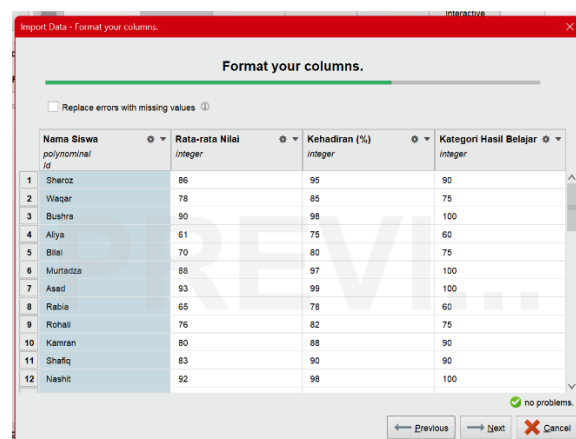 Interactive
Import Data - Format your columns.
Format your columns.
Replace errors with missing values
Nama Siswa Rata-rata Nilai Kehadiran (%) Kategori Hasil Belajar
polynominal integer integer integer
id
1 Sheroz 86 95 90
2 Waqar 78 85 75
3 Bushra 90 98 100
4 Aliya 61 75 60
5 Bilal 70 80 75
6 Murtadza 88 97 100
7 Asad 93 99 100
8 Rabia 65 78 60
9 Rohail 76 82 75
10 Kamran 80 88 90
11 Shafiq 83 90 90
12 Nashit 92 98 100
PREVI...
no problems.
Previous Next Cancel